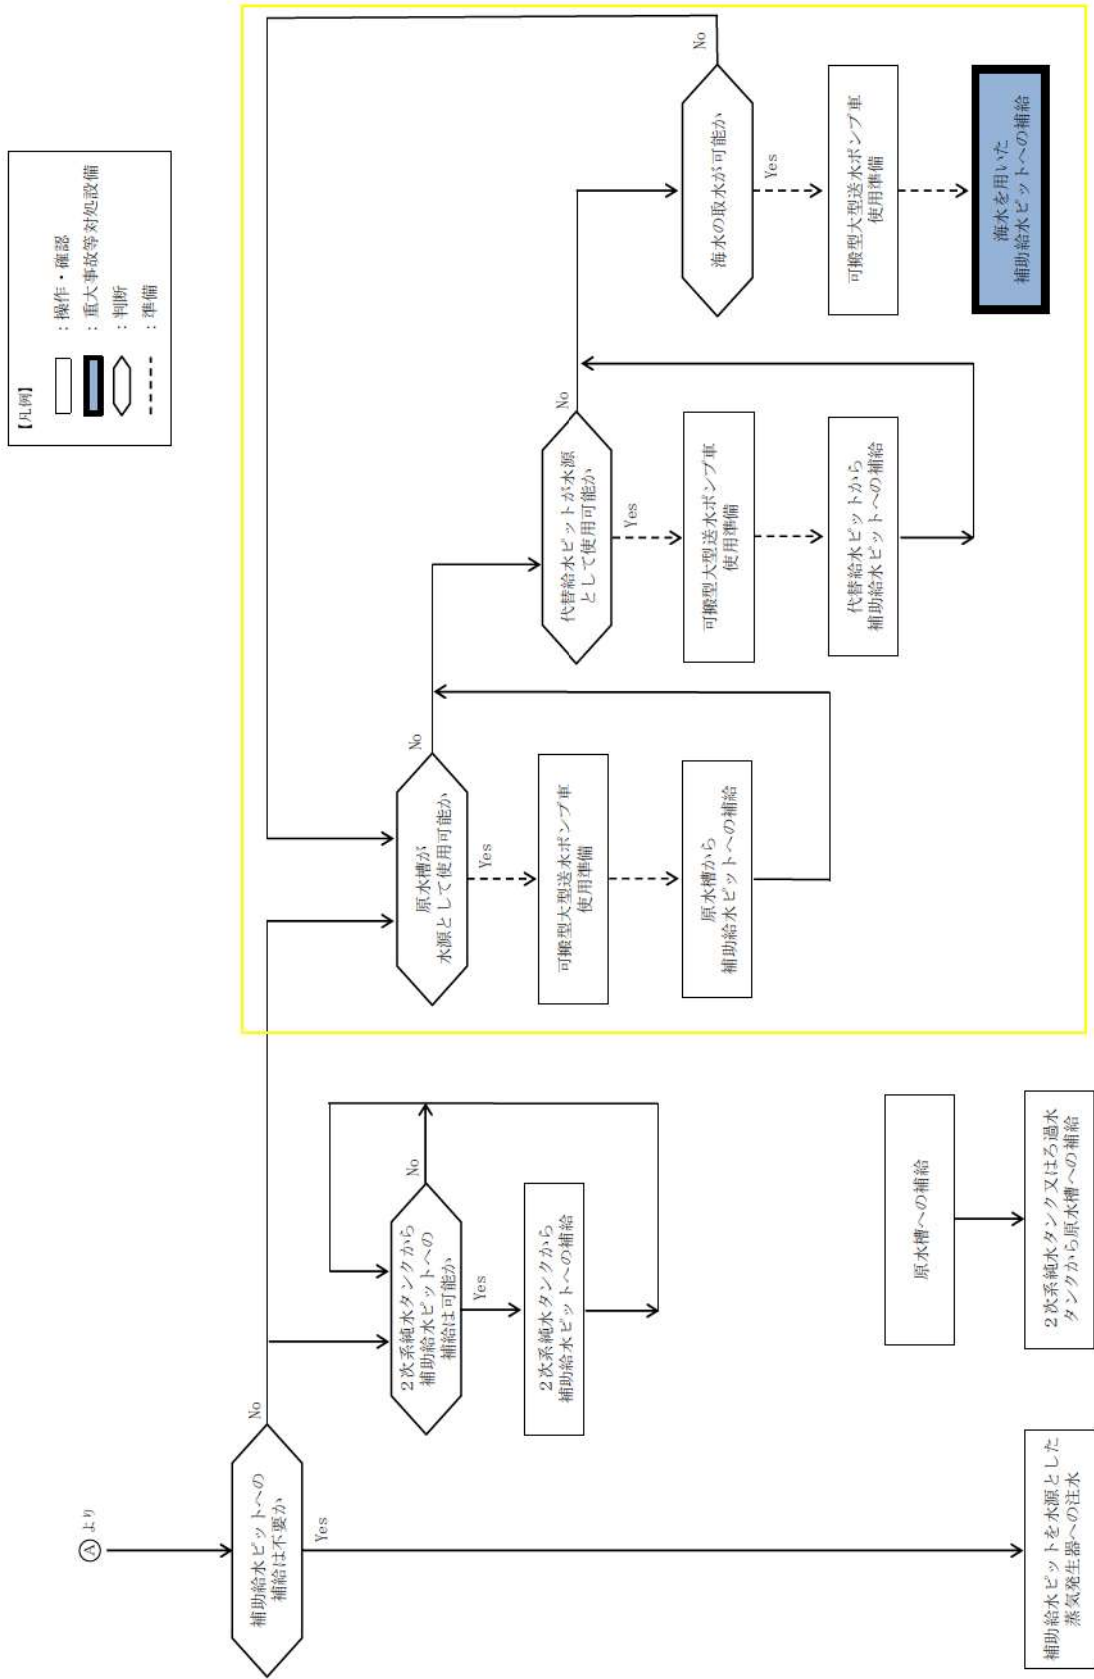 【凡例】
：操作・確認
：重大事故等対処設備
：判断
：準備
Ⓐより
補助給水ピットへの
補給は不要か
No
Yes
補助給水ピットを水源とした
蒸気発生器への注水
2次系純水タンクから
補助給水ピットへの
補給は可能か
No
Yes
2次系純水タンクから
補助給水ピットへの補給
原水槽への補給
2次系純水タンク又はろ過水
タンクから原水槽への補給
原水槽が
水源として使用可能か
No
Yes
可搬型大型送水ポンプ車
使用準備
原水槽から
補助給水ピットへの補給
代替給水ピットが水源
として使用可能か
No
Yes
可搬型大型送水ポンプ車
使用準備
代替給水ピットから
補助給水ピットへの補給
海水の取水が可能か
No
Yes
可搬型大型送水ポンプ車
使用準備
海水を用いた
補助給水ピットへの補給